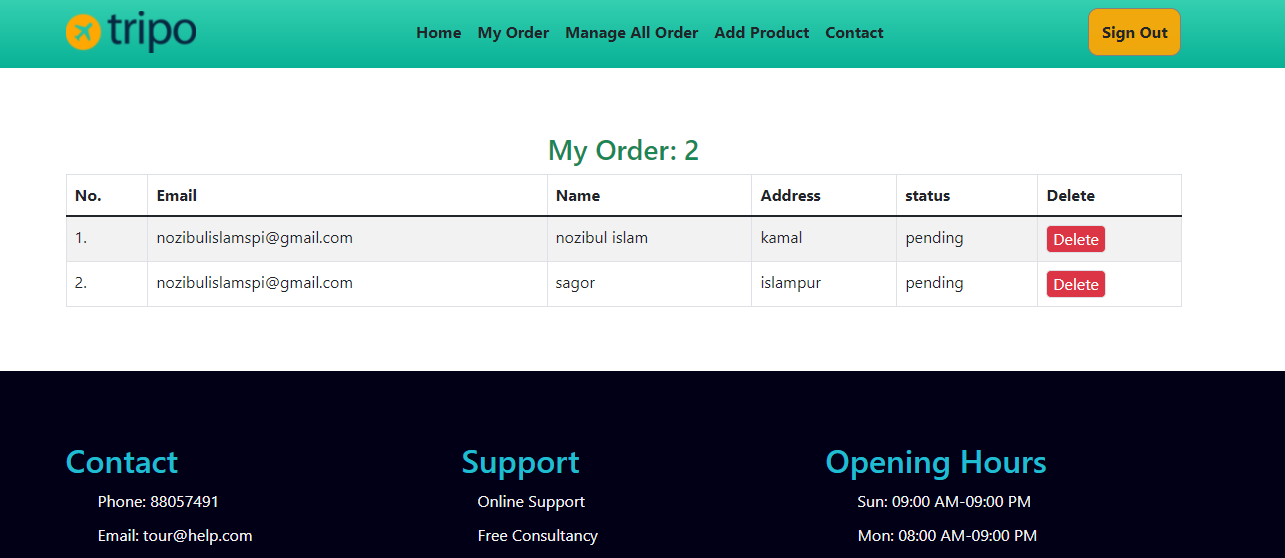 tripo
Home My Order Manage All Order Add Product Contact
Sign Out
My Order: 2
No. Email Name Address status Delete
1. nozibulislamspi@gmail.com nozibul islam kamal pending Delete
2. nozibulislamspi@gmail.com sagor islampur pending Delete
Contact Support Opening Hours
Phone: 88057491 Online Support Sun: 09:00 AM-09:00 PM
Email: tour@help.com Free Consultancy Mon: 08:00 AM-09:00 PM